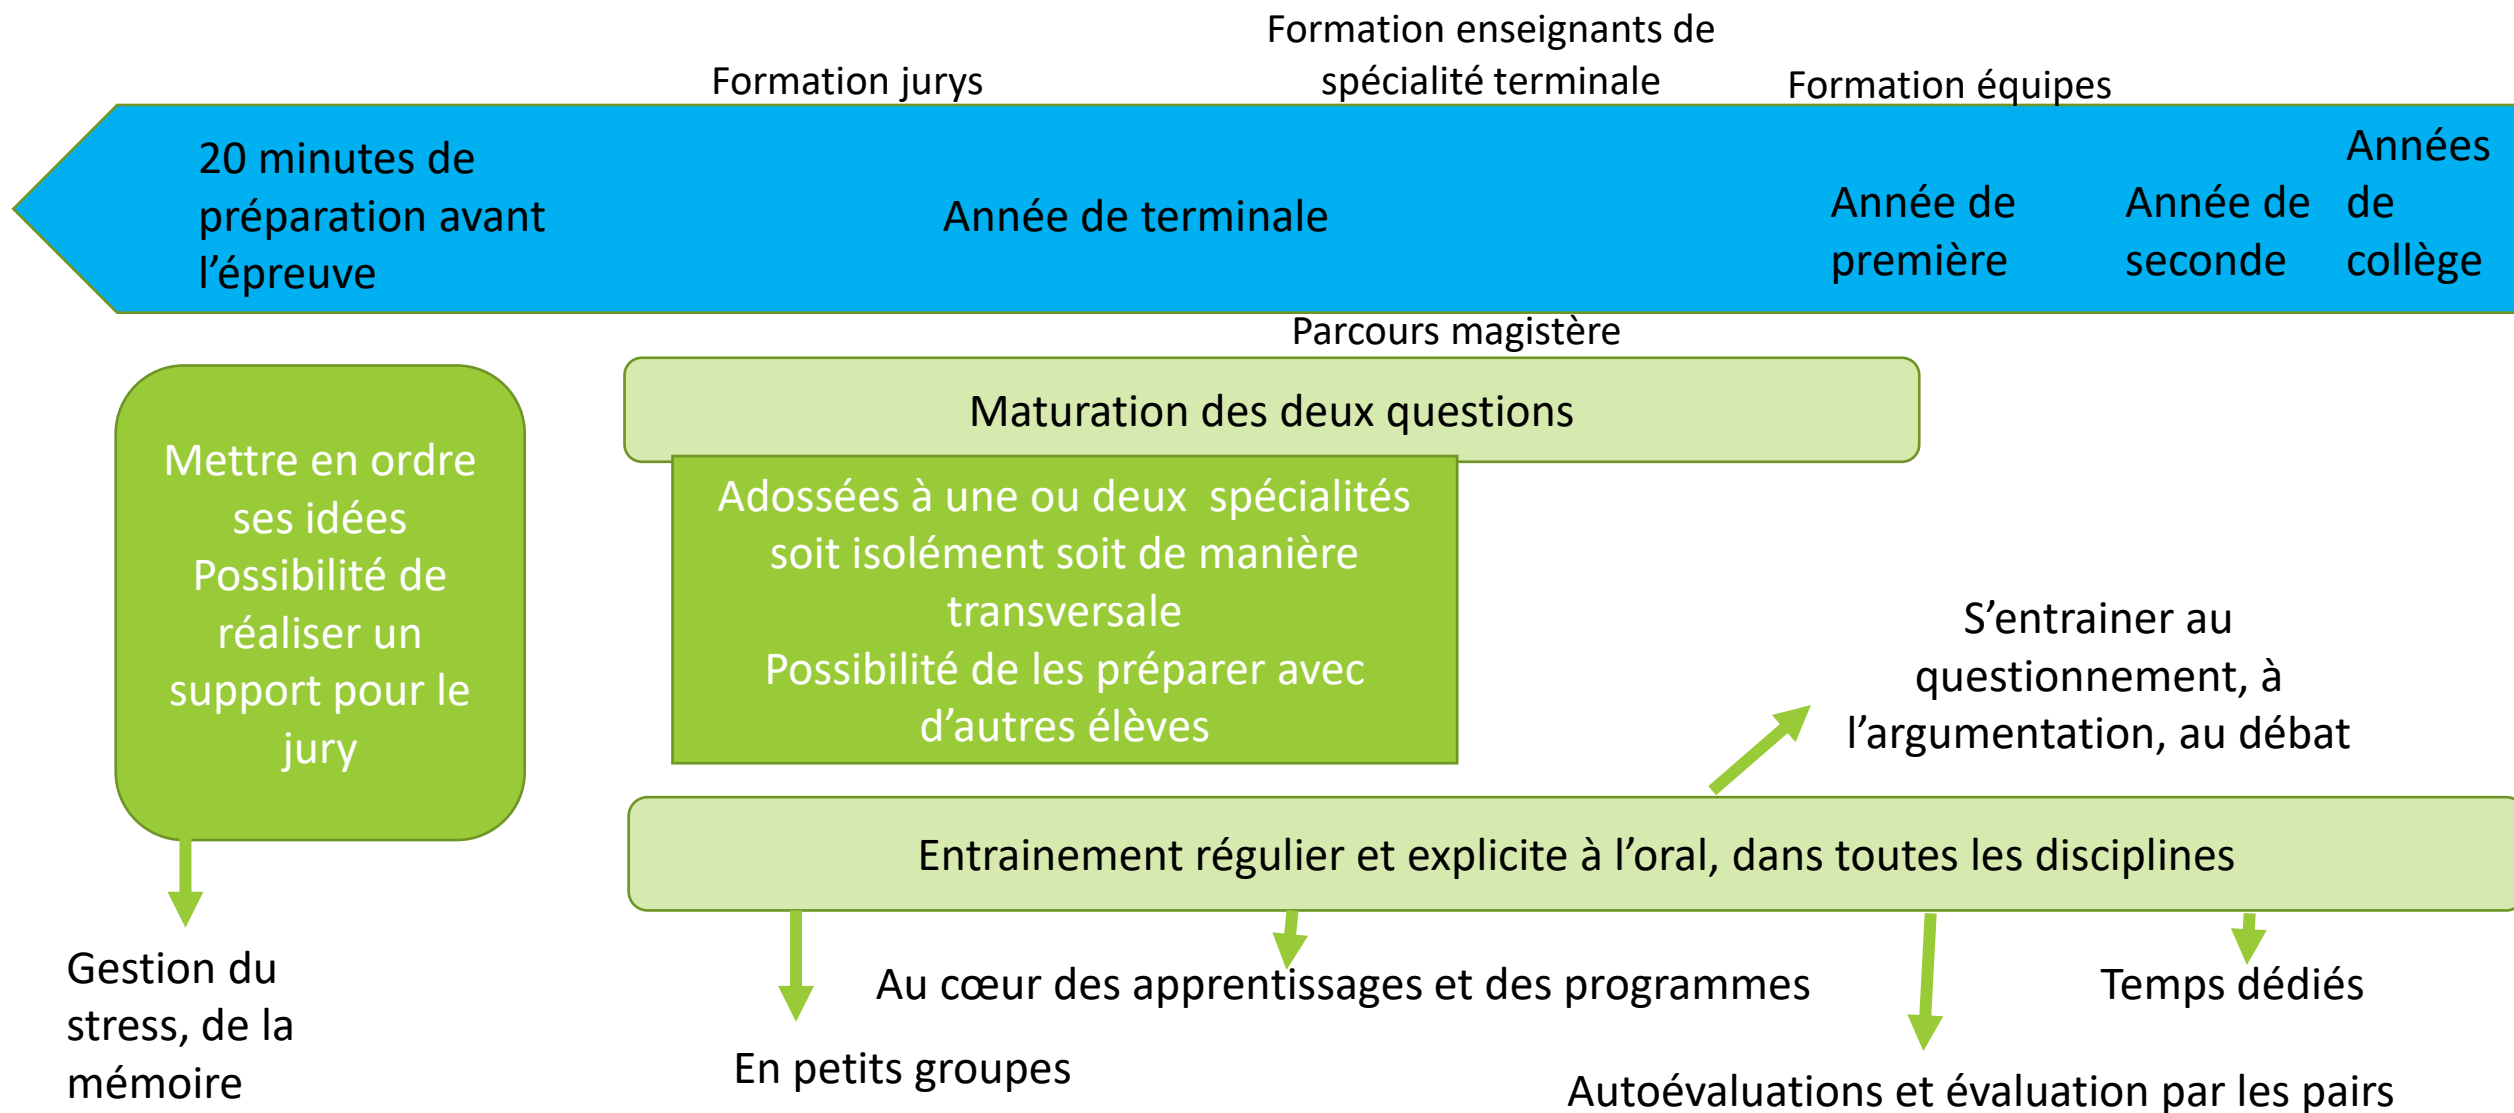 Formation jurys
Formation enseignants de
spécialité terminale
Formation équipes
20 minutes de
préparation avant
l’épreuve
Année de terminale
Année de
première
Année de
seconde
Années
de
collège
Parcours magistère
Mettre en ordre
ses idées
Possibilité de
réaliser un
support pour le
jury
Maturation des deux questions
Adossées à une ou deux  spécialités
soit isolément soit de manière
transversale
Possibilité de les préparer avec
d’autres élèves
S’entrainer au
questionnement, à
l’argumentation, au débat
Entrainement régulier et explicite à l’oral, dans toutes les disciplines
Gestion du
stress, de la
mémoire
En petits groupes
Au cœur des apprentissages et des programmes
Autoévaluations et évaluation par les pairs
Temps dédiés